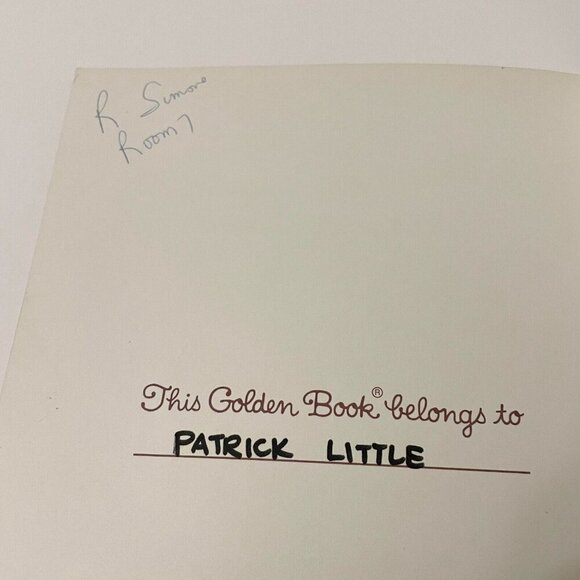 R. Simone
Room 7
This Golden Book® belongs to
PATRICK LITTLE